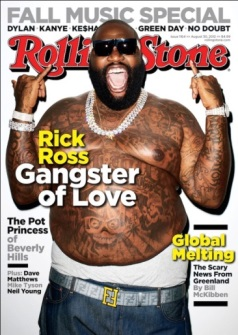 FALL MUSIC SPECIAL
DYLAN · KANYE · KESHA GREEN DAY · NO DOUBT
Rolling Stone
Rick
Ross
Gangster
of Love
The Pot
Princess
of
Beverly
Hills
Plus: Dave
Matthews
Mike Tyson
Neil Young
Global
Melting
The Scary
News From
Greenland
By Bill
McKibben